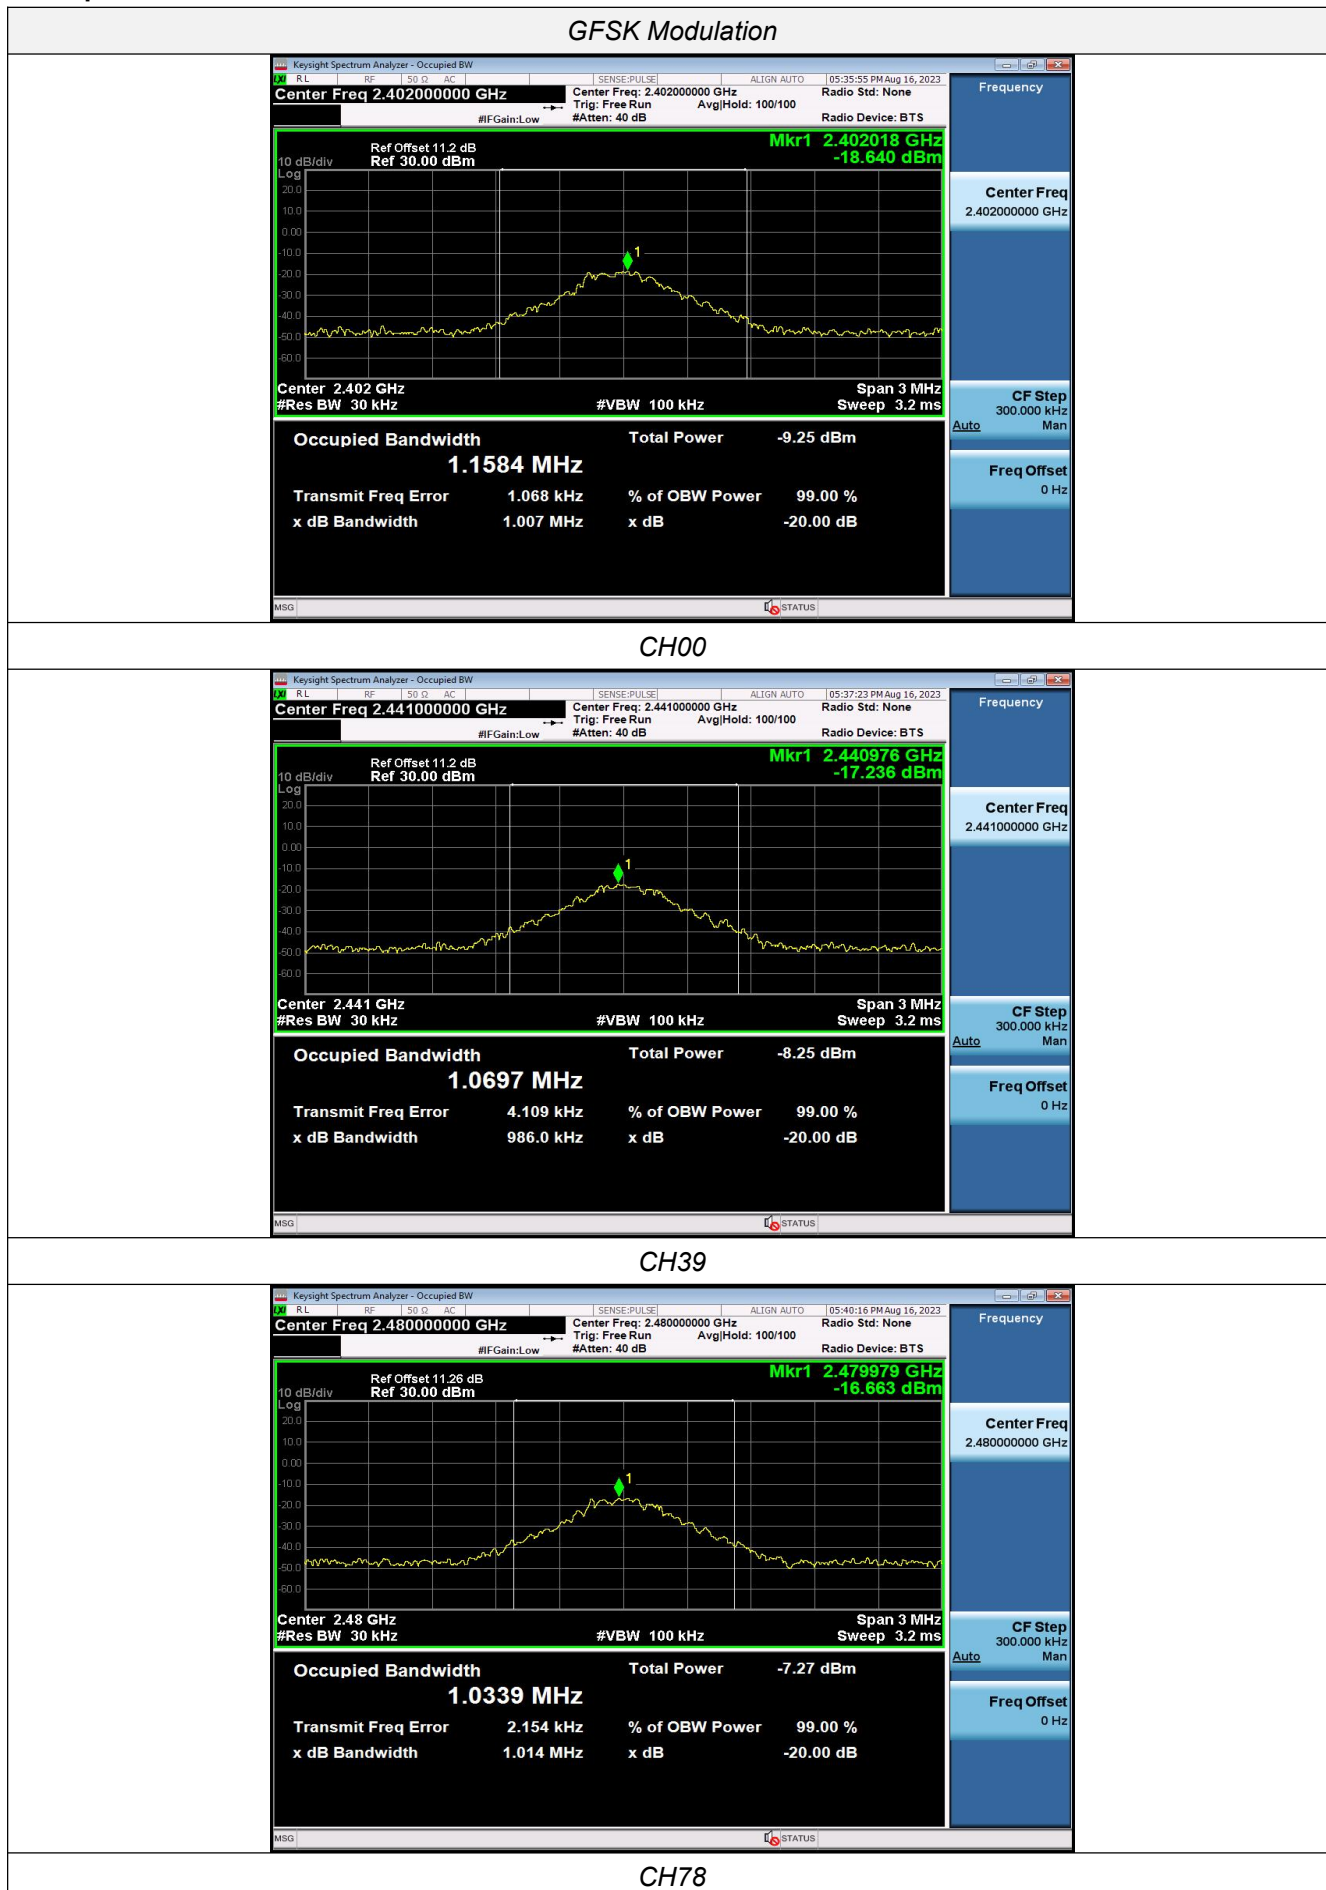 GFSK Modulation
Keysight Spectrum Analyzer - Occupied BW
LXI RL RF 50 Ω AC SENSE:PULSE ALIGN AUTO 05:35:55 PM Aug 16, 2023
Center Freq 2.402000000 GHz Center Freq: 2.402000000 GHz Radio Std: None Frequency
Trig: Free Run Avg|Hold: 100/100
#IFGain:Low #Atten: 40 dB Radio Device: BTS
Mkr1 2.402018 GHz
Ref Offset 11.2 dB
10 dB/div Ref 30.00 dBm -18.640 dBm
Log
20.0
10.0
0.00
-10.0
-20.0
-30.0
-40.0
-50.0
-60.0
1
Center Freq
2.402000000 GHz
Center 2.402 GHz Span 3 MHz
#Res BW 30 kHz #VBW 100 kHz Sweep 3.2 ms
CF Step
300.000 kHz
Auto Man
Occupied Bandwidth Total Power -9.25 dBm
1.1584 MHz
Freq Offset
0 Hz
Transmit Freq Error 1.068 kHz % of OBW Power 99.00 %
x dB Bandwidth 1.007 MHz x dB -20.00 dB
MSG STATUS
CH00
Keysight Spectrum Analyzer - Occupied BW
LXI RL RF 50 Ω AC SENSE:PULSE ALIGN AUTO 05:37:23 PM Aug 16, 2023
Center Freq 2.441000000 GHz Center Freq: 2.441000000 GHz Radio Std: None Frequency
Trig: Free Run Avg|Hold: 100/100
#IFGain:Low #Atten: 40 dB Radio Device: BTS
Mkr1 2.440976 GHz
Ref Offset 11.2 dB
10 dB/div Ref 30.00 dBm -17.236 dBm
Log
20.0
10.0
0.00
-10.0
-20.0
-30.0
-40.0
-50.0
-60.0
1
Center Freq
2.441000000 GHz
Center 2.441 GHz Span 3 MHz
#Res BW 30 kHz #VBW 100 kHz Sweep 3.2 ms
CF Step
300.000 kHz
Auto Man
Occupied Bandwidth Total Power -8.25 dBm
1.0697 MHz
Freq Offset
0 Hz
Transmit Freq Error 4.109 kHz % of OBW Power 99.00 %
x dB Bandwidth 986.0 kHz x dB -20.00 dB
MSG STATUS
CH39
Keysight Spectrum Analyzer - Occupied BW
LXI RL RF 50 Ω AC SENSE:PULSE ALIGN AUTO 05:40:16 PM Aug 16, 2023
Center Freq 2.480000000 GHz Center Freq: 2.480000000 GHz Radio Std: None Frequency
Trig: Free Run Avg|Hold: 100/100
#IFGain:Low #Atten: 40 dB Radio Device: BTS
Mkr1 2.479979 GHz
Ref Offset 11.26 dB
10 dB/div Ref 30.00 dBm -16.663 dBm
Log
20.0
10.0
0.00
-10.0
-20.0
-30.0
-40.0
-50.0
-60.0
1
Center Freq
2.480000000 GHz
Center 2.48 GHz Span 3 MHz
#Res BW 30 kHz #VBW 100 kHz Sweep 3.2 ms
CF Step
300.000 kHz
Auto Man
Occupied Bandwidth Total Power -7.27 dBm
1.0339 MHz
Freq Offset
0 Hz
Transmit Freq Error 2.154 kHz % of OBW Power 99.00 %
x dB Bandwidth 1.014 MHz x dB -20.00 dB
MSG STATUS
CH78